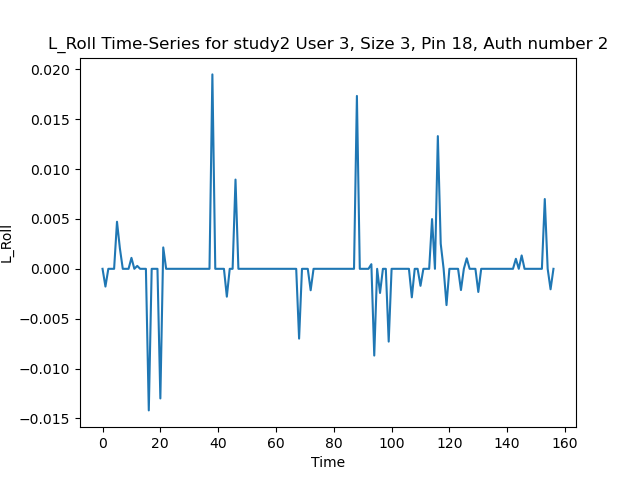 L_Roll Time-Series for study2 User 3, Size 3, Pin 18, Auth number 2
0.020
0.015
0.010
0.005
0.000
−0.005
−0.010
−0.015
L_Roll
0 20 40 60 80 100 120 140 160
Time